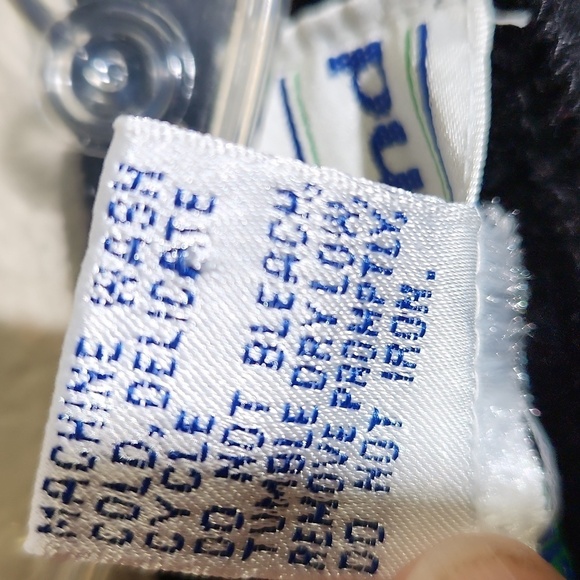 MACHINE WASH
COLD, DELICATE
CYCLE
DO NOT BLEACH.
TUMBLE DRY LOW.
REMOVE PROMPTLY.
DO NOT IRON.